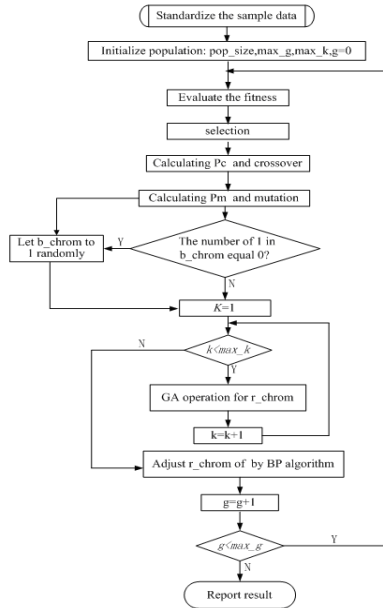 Standardize the sample data
Initialize population: pop_size,max_g,max_k,g=0
Evaluate the fitness
selection
Calculating Pc and crossover
Calculating Pm and mutation
Let b_chrom to
1 randomly
Y
The number of 1 in
b_chrom equal 0?
N
K=1
N
k<max_k
Y
GA operation for r_chrom
k=k+1
Adjust r_chrom of by BP algorithm
g=g+1
g<max_g
Y
N
Report result